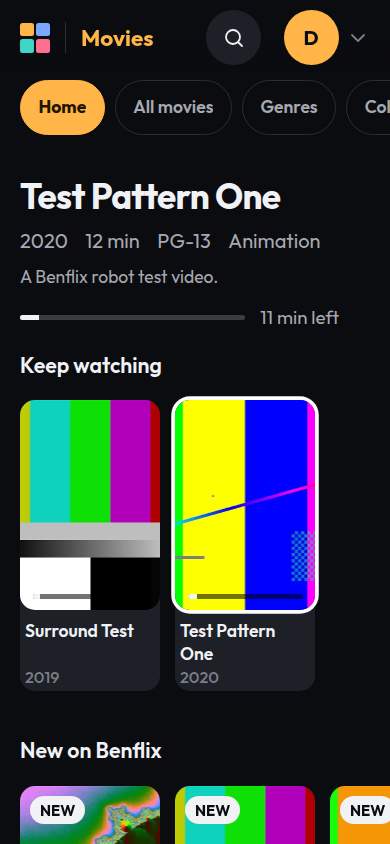 Movies
D
Home
All movies
Genres
Test Pattern One
2020 12 min PG-13 Animation
A Benflix robot test video.
11 min left
Keep watching
Surround Test
2019
Test Pattern
One
2020
New on Benflix
NEW
NEW
NEW